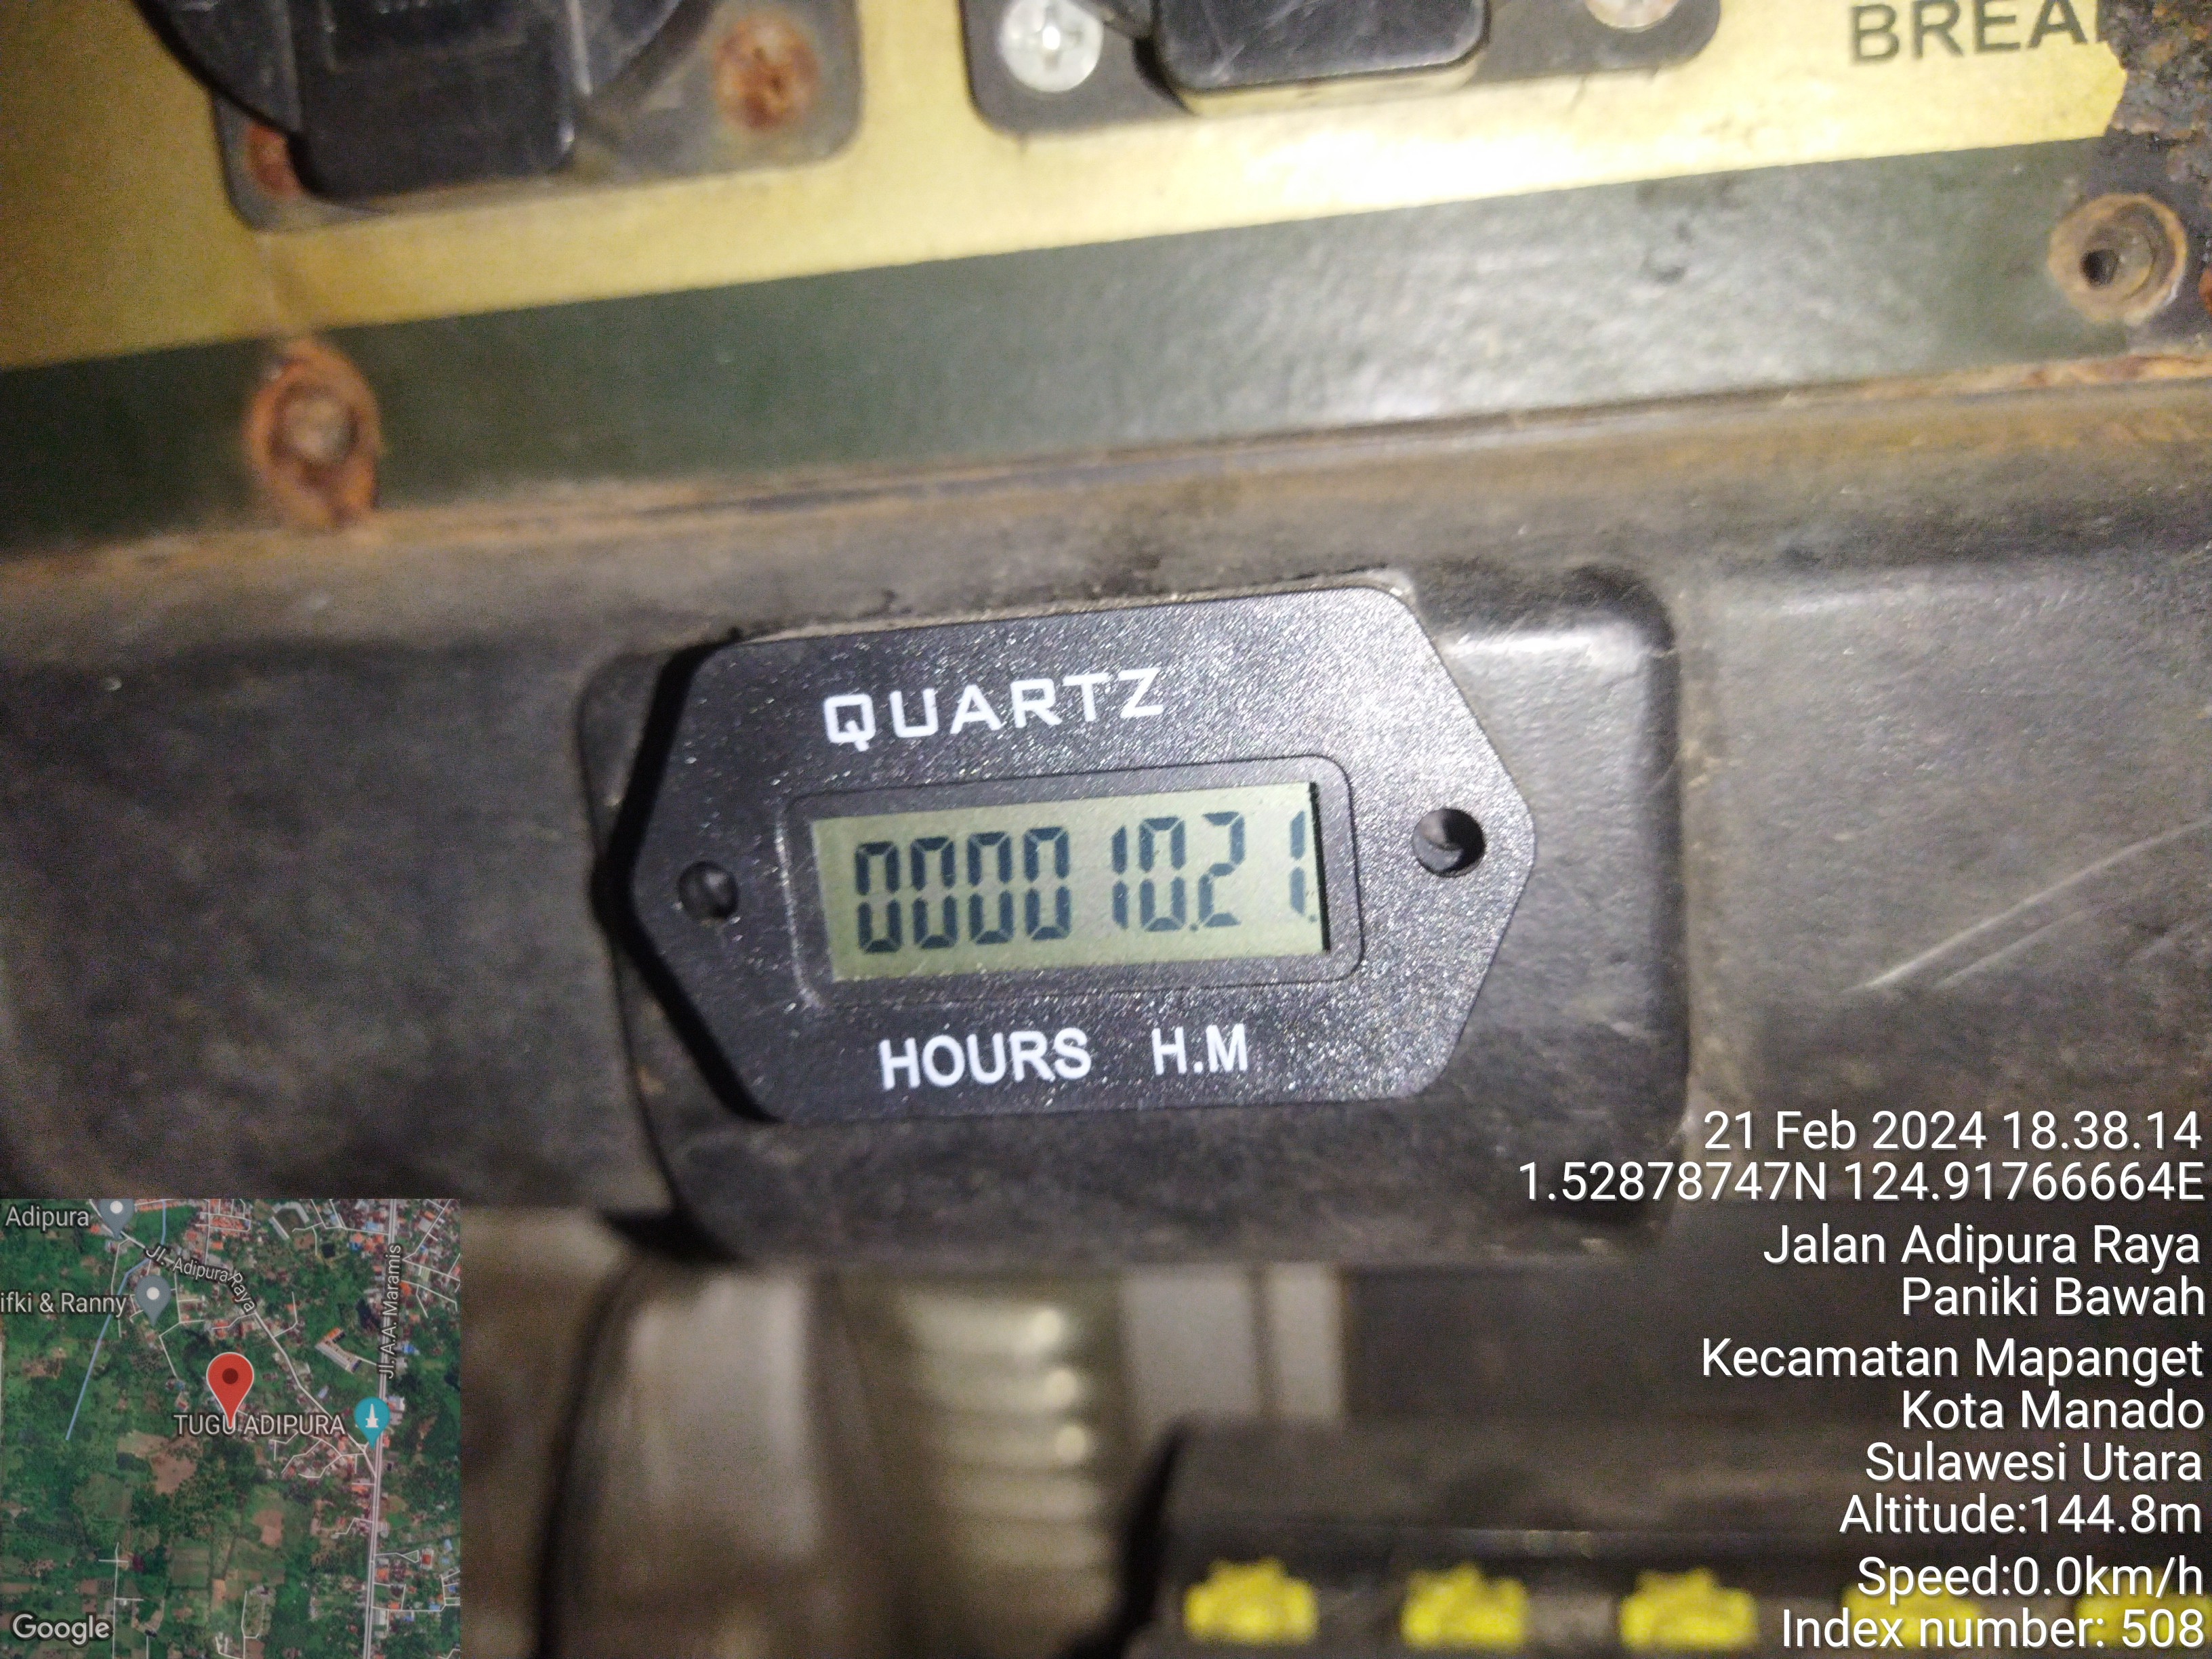 BREA
QUARTZ
000010.21.
HOURS H.M
21 Feb 2024 18.38.14
1.52878747N 124.91766664E
Jalan Adipura Raya
Paniki Bawah
Kecamatan Mapanget
Kota Manado
Sulawesi Utara
Altitude:144.8m
Speed:0.0km/h
Index number: 508
Adipura
Jl. Adipura Raya
Jl. A.A. Maramis
ifki & Ranny
TUGU ADIPURA
Google